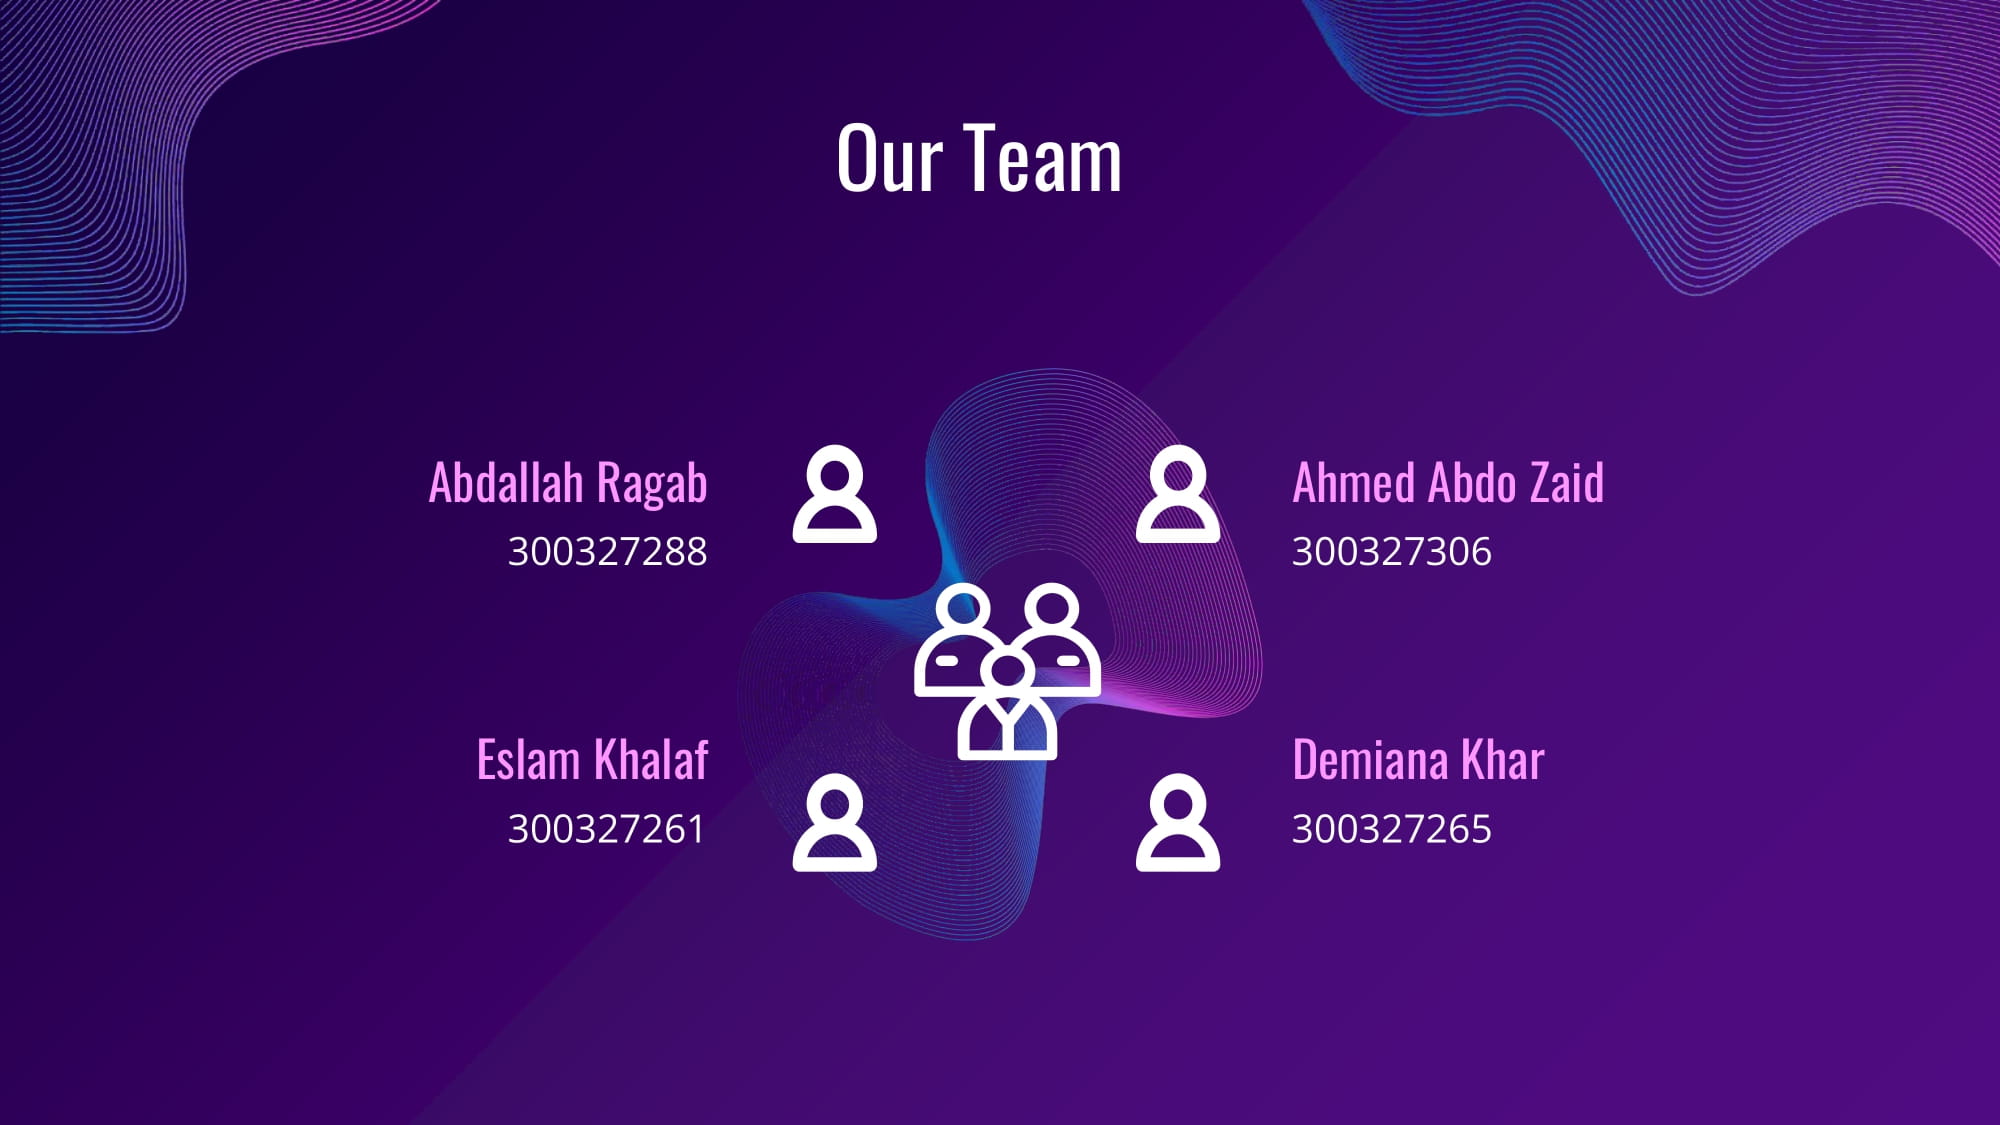 Our Team
Abdallah Ragab
300327288
Ahmed Abdo Zaid
300327306
Eslam Khalaf
300327261
Demiana Khar
300327265